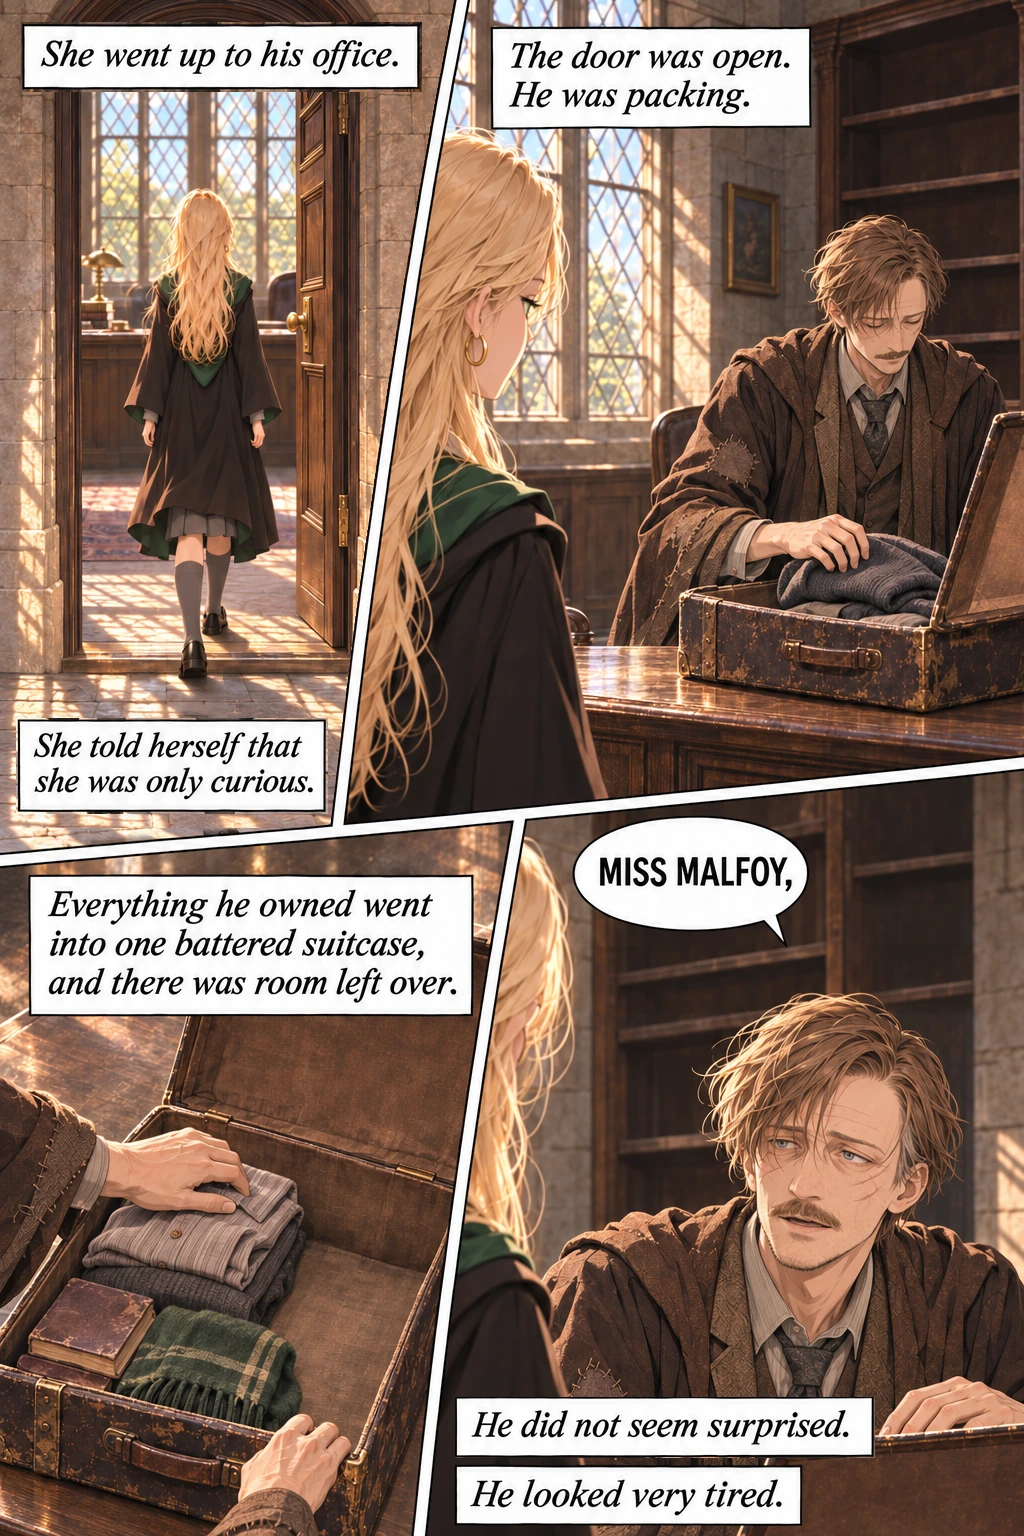 She went up to his office.
The door was open.
He was packing.
She told herself that
she was only curious.
Everything he owned went
into one battered suitcase,
and there was room left over.
MISS MALFOY,
He did not seem surprised.
He looked very tired.